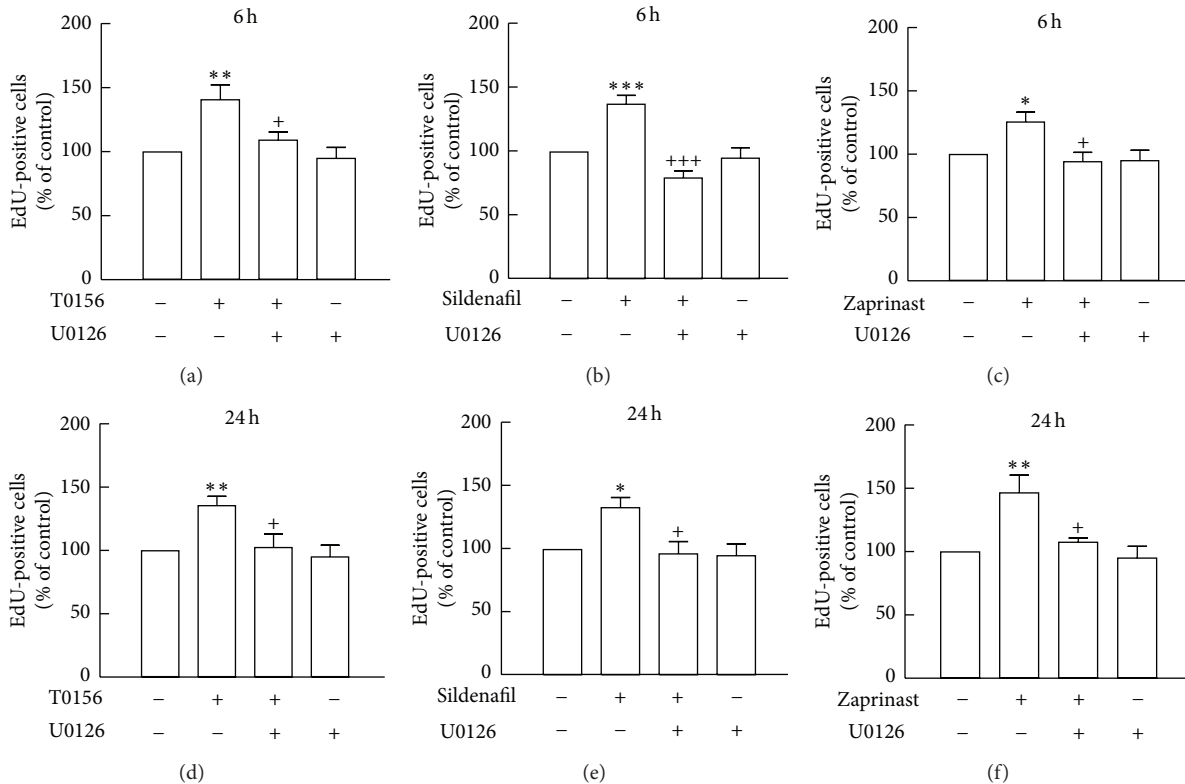 6 h
EdU-positive cells
(% of control)
200
150
100
50
0
**
+
T0156 − + + −
U0126 − − + +
(a)
6 h
EdU-positive cells
(% of control)
200
150
100
50
0
***
+++
Sildenafil − + + −
U0126 − − + +
(b)
6 h
EdU-positive cells
(% of control)
200
150
100
50
0
*
+
Zaprinast − + + −
U0126 − − + +
(c)
24 h
EdU-positive cells
(% of control)
200
150
100
50
0
**
+
T0156 − + + −
U0126 − − + +
(d)
24 h
EdU-positive cells
(% of control)
200
150
100
50
0
*
+
Sildenafil − + + −
U0126 − − + +
(e)
24 h
EdU-positive cells
(% of control)
200
150
100
50
0
**
+
Zaprinast − + + −
U0126 − − + +
(f)